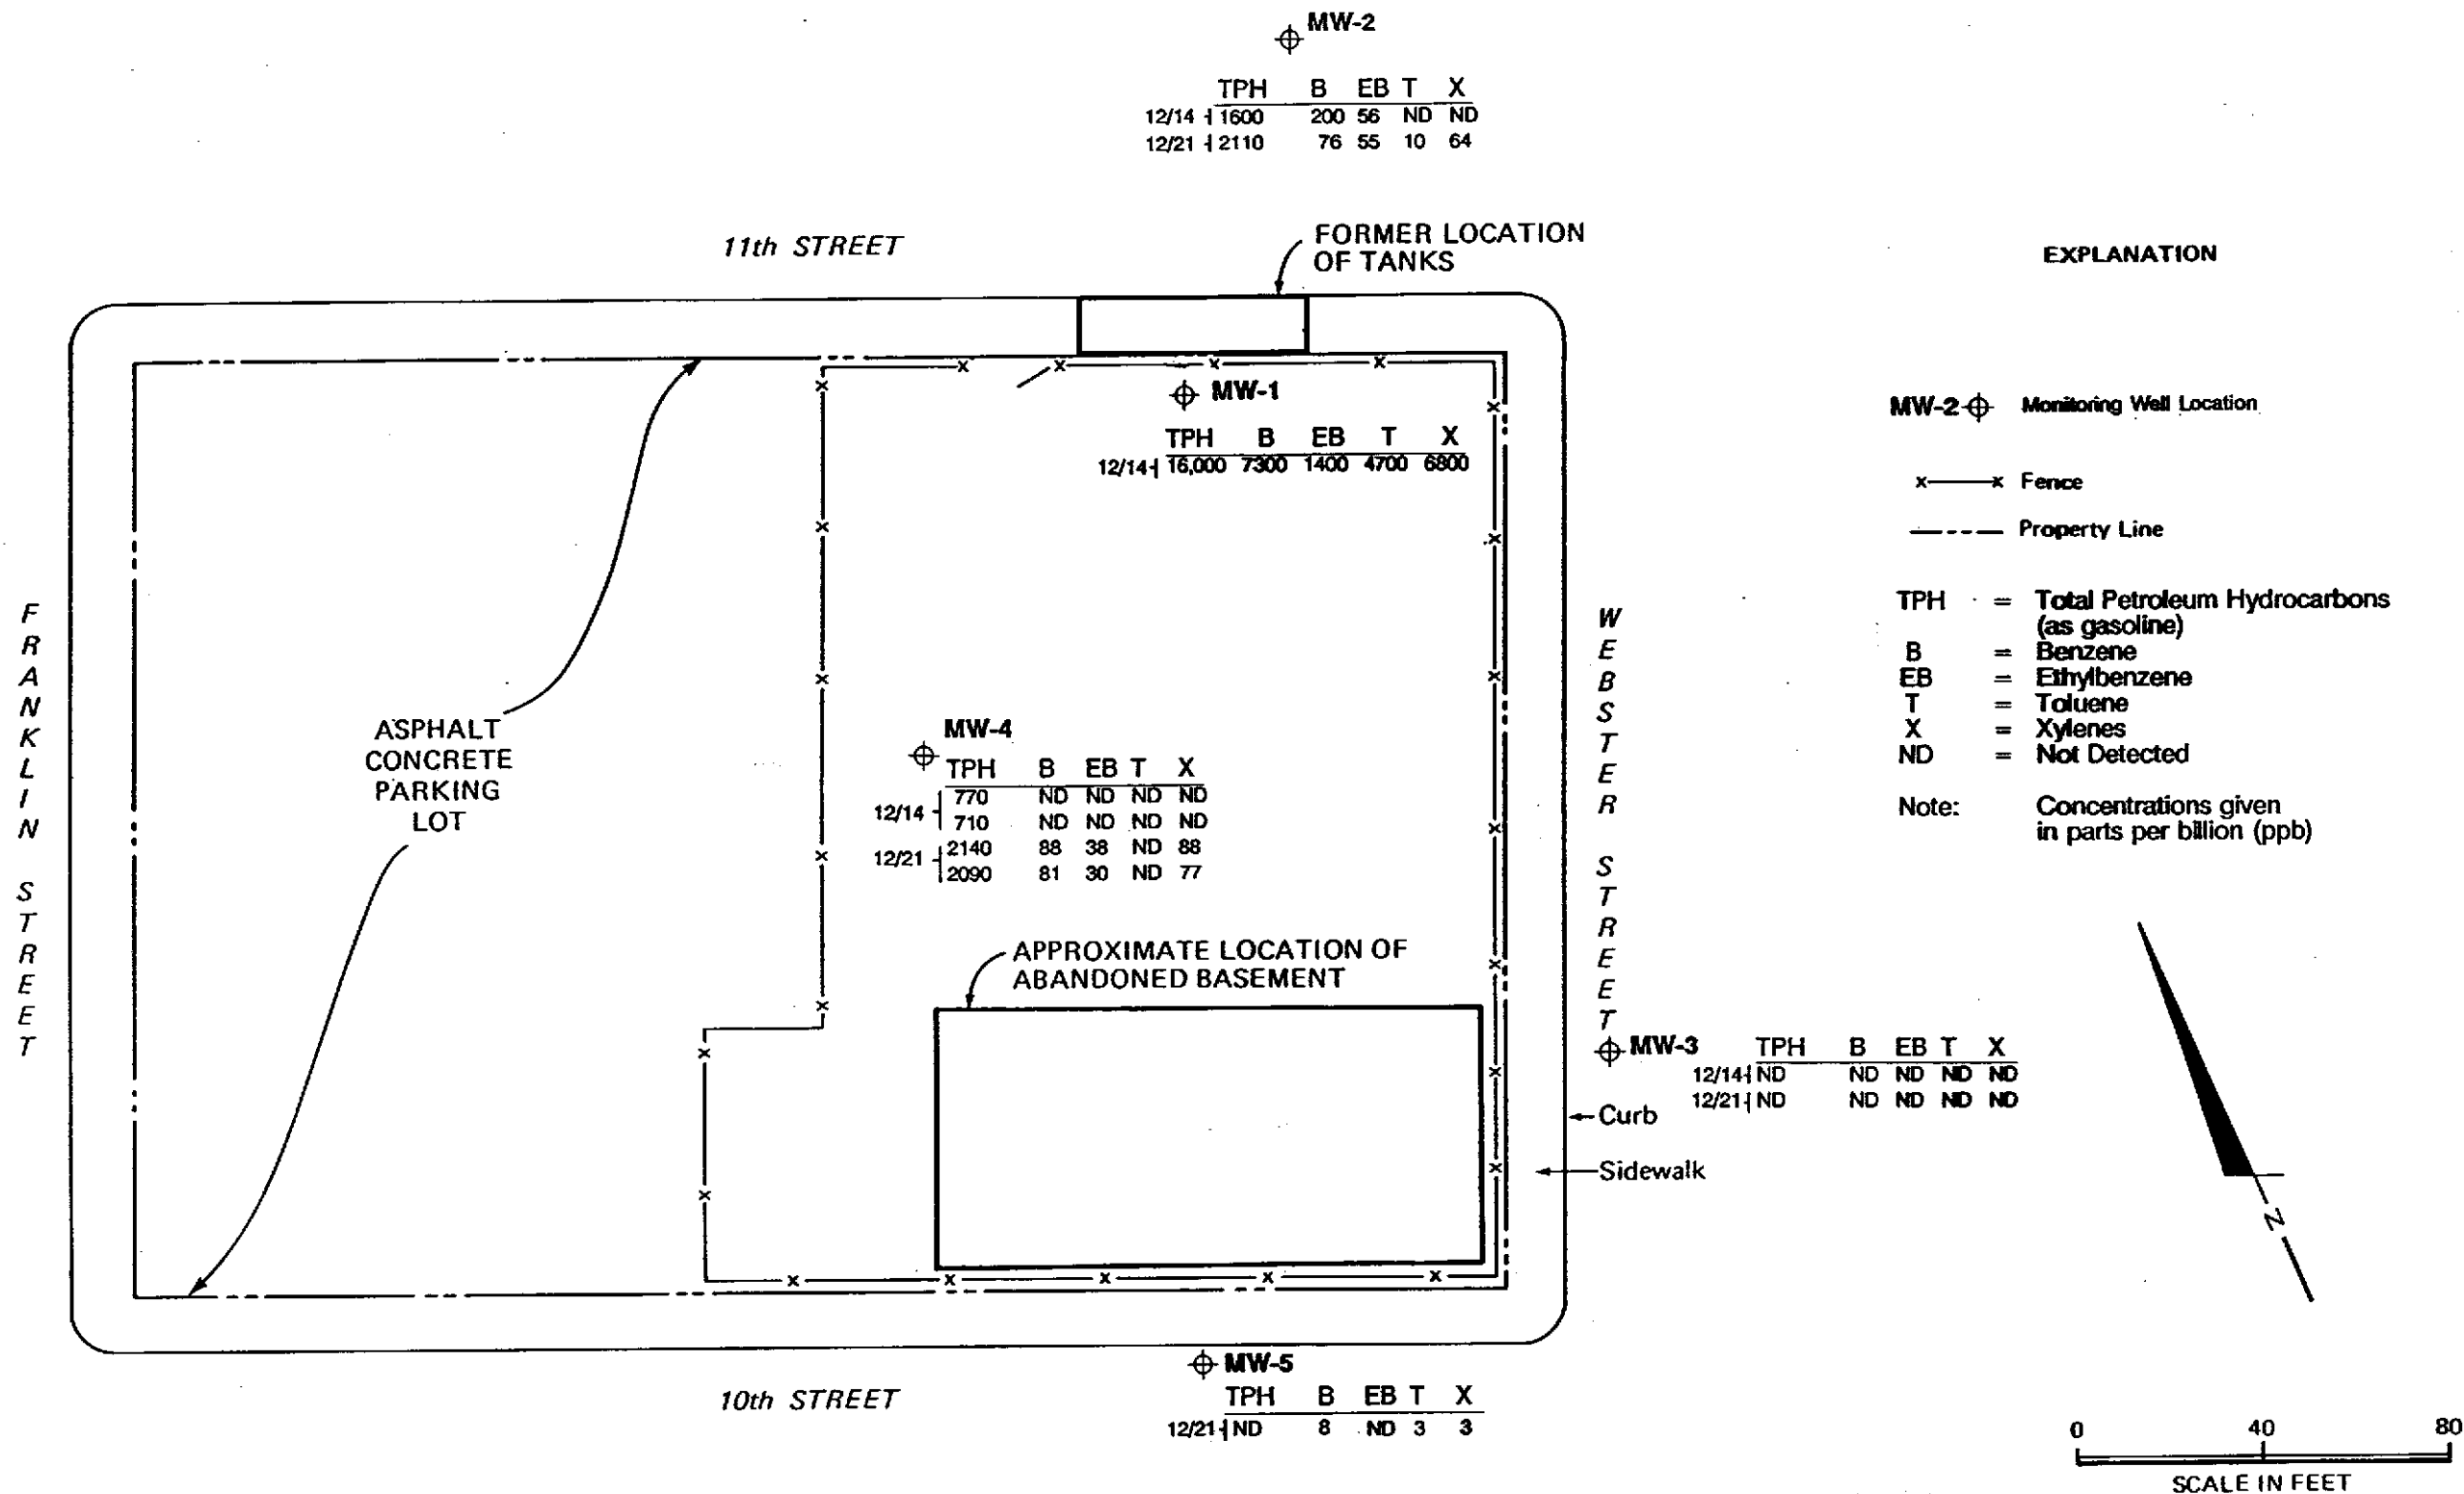 MW-2
TPH B EB T X
12/14 1600 200 56 ND ND
12/21 2110 76 55 10 64
11th STREET
FORMER LOCATION
OF TANKS
MW-1
TPH B EB T X
12/14 16,000 7300 1400 4700 6800
FRANKLIN STREET
ASPHALT
CONCRETE
PARKING
LOT
MW-4
TPH B EB T X
12/14 770 ND ND ND ND
710 ND ND ND ND
12/21 2140 88 38 ND 88
2090 81 30 ND 77
APPROXIMATE LOCATION OF
ABANDONED BASEMENT
WEBSTER STREET
MW-3
TPH B EB T X
12/14 ND ND ND ND ND
12/21 ND ND ND ND ND
Curb
Sidewalk
MW-5
TPH B EB T X
12/21 ND 8 ND 3 3
10th STREET
EXPLANATION
MW-2 Monitoring Well Location
x x Fence
Property Line
TPH = Total Petroleum Hydrocarbons
(as gasoline)
B = Benzene
EB = Ethylbenzene
T = Toluene
X = Xylenes
ND = Not Detected
Note: Concentrations given
in parts per billion (ppb)
N
0 40 80
SCALE IN FEET